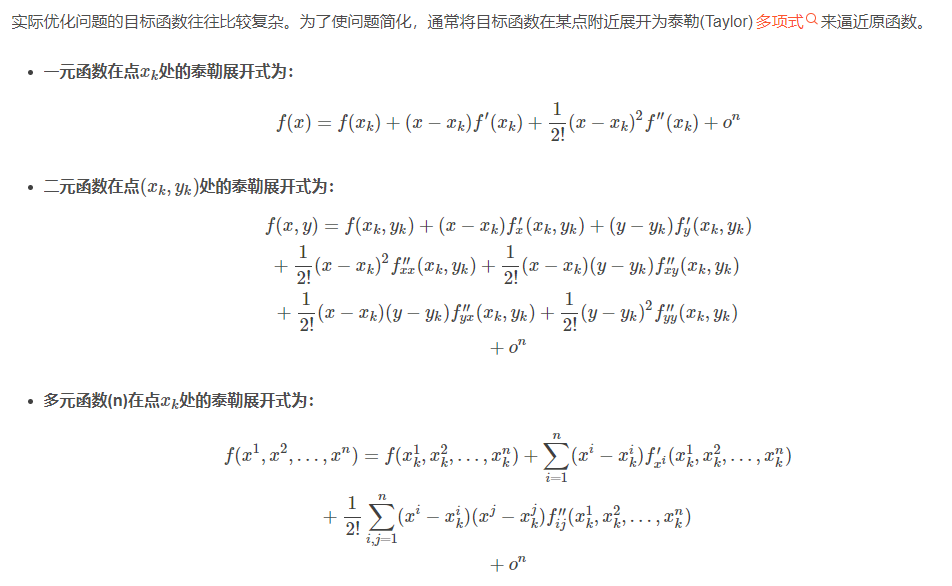 实际优化问题的目标函数往往比较复杂。为了使问题简化，通常将目标函数在某点附近展开为泰勒(Taylor)多项式来逼近原函数。
• 一元函数在点$x_k$处的泰勒展开式为：
$f(x) = f(x_k) + (x - x_k)f'(x_k) + \frac{1}{2!}(x - x_k)^2 f''(x_k) + o^n$
• 二元函数在点$(x_k, y_k)$处的泰勒展开式为：
$f(x, y) = f(x_k, y_k) + (x - x_k)f'_x(x_k, y_k) + (y - y_k)f'_y(x_k, y_k)$
$+ \frac{1}{2!}(x - x_k)^2 f''_{xx}(x_k, y_k) + \frac{1}{2!}(x - x_k)(y - y_k)f''_{xy}(x_k, y_k)$
$+ \frac{1}{2!}(x - x_k)(y - y_k)f''_{yx}(x_k, y_k) + \frac{1}{2!}(y - y_k)^2 f''_{yy}(x_k, y_k)$
$+ o^n$
• 多元函数(n)在点$x_k$处的泰勒展开式为：
$f(x^1, x^2, \ldots, x^n) = f(x_k^1, x_k^2, \ldots, x_k^n) + \sum_{i=1}^{n}(x^i - x_k^i)f'_{x^i}(x_k^1, x_k^2, \ldots, x_k^n)$
$+ \frac{1}{2!}\sum_{i,j=1}^{n}(x^i - x_k^i)(x^j - x_k^j)f''_{ij}(x_k^1, x_k^2, \ldots, x_k^n)$
$+ o^n$